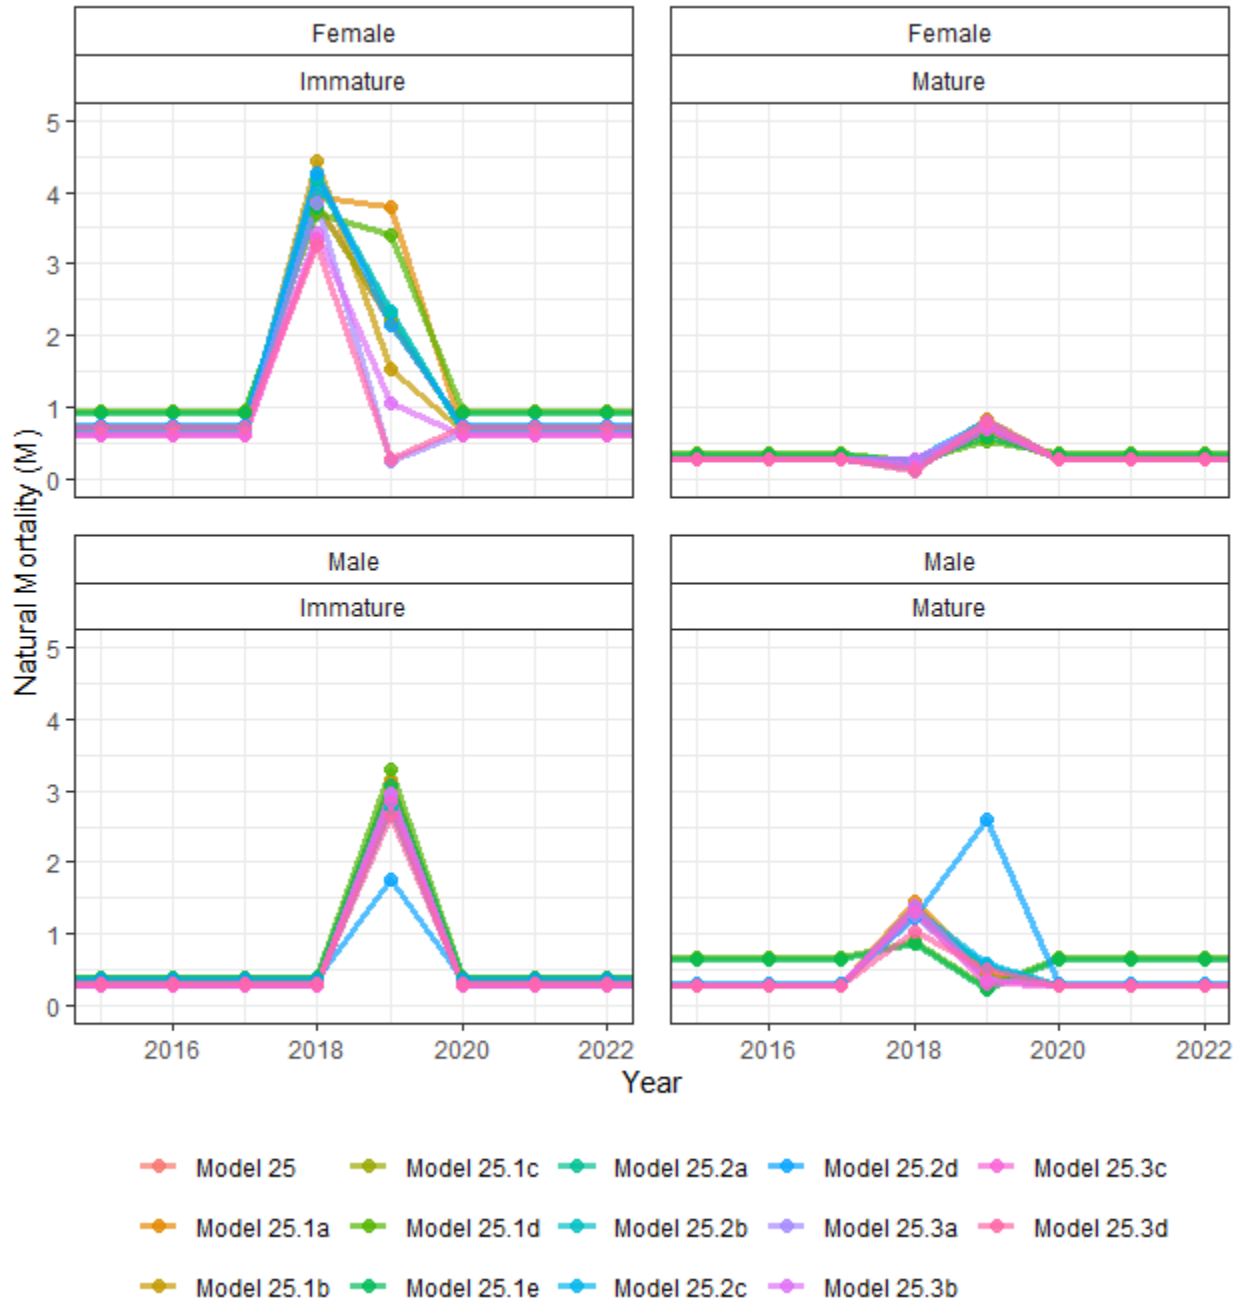 Female
Female
Immature
Mature
5
4
3
2
1
0
Male
Male
Immature
Mature
5
4
3
2
1
0
Natural Mortality (M)
2016 2018 2020 2022
2016 2018 2020 2022
Year
Model 25 Model 25.1c Model 25.2a Model 25.2d Model 25.3c
Model 25.1a Model 25.1d Model 25.2b Model 25.3a Model 25.3d
Model 25.1b Model 25.1e Model 25.2c Model 25.3b